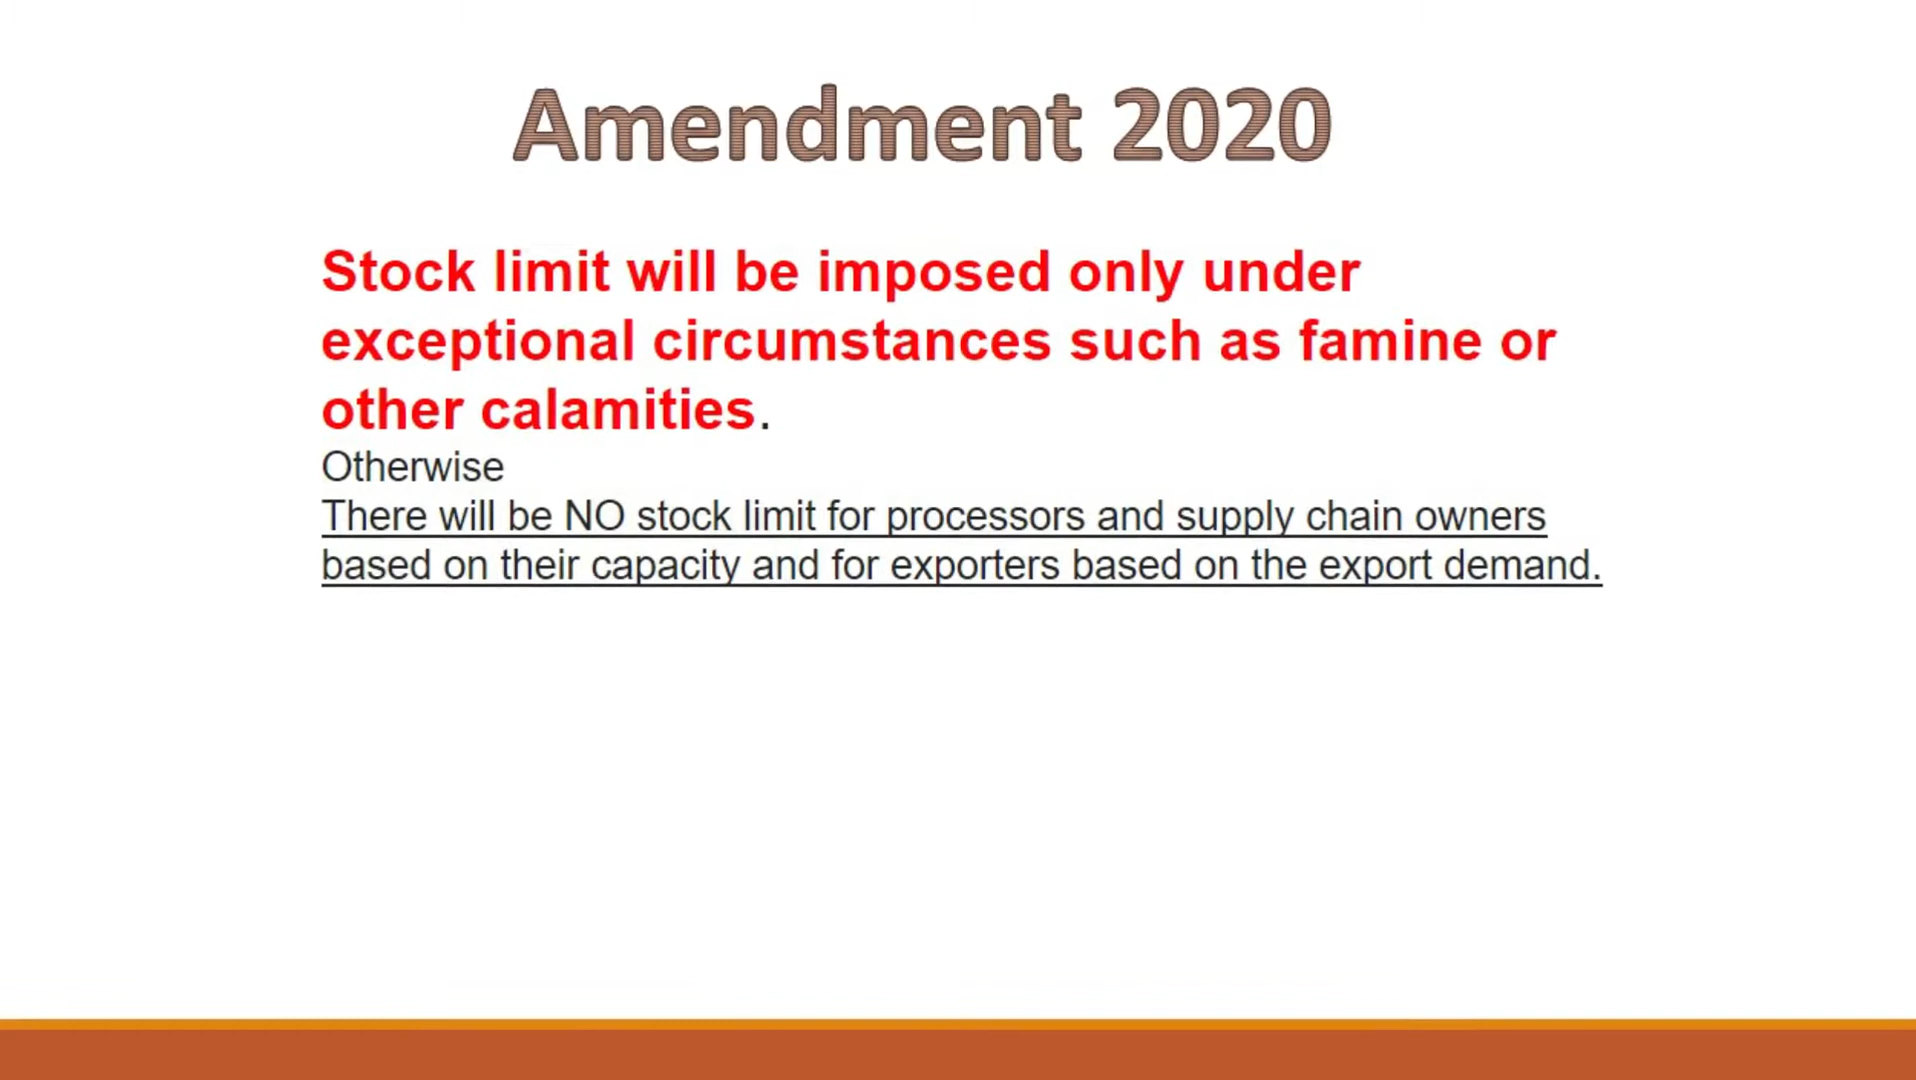 Amendment 2020
Stock limit will be imposed only under
exceptional circumstances such as famine or
other calamities.
Otherwise
There will be NO stock limit for processors and supply chain owners
based on their capacity and for exporters based on the export demand.